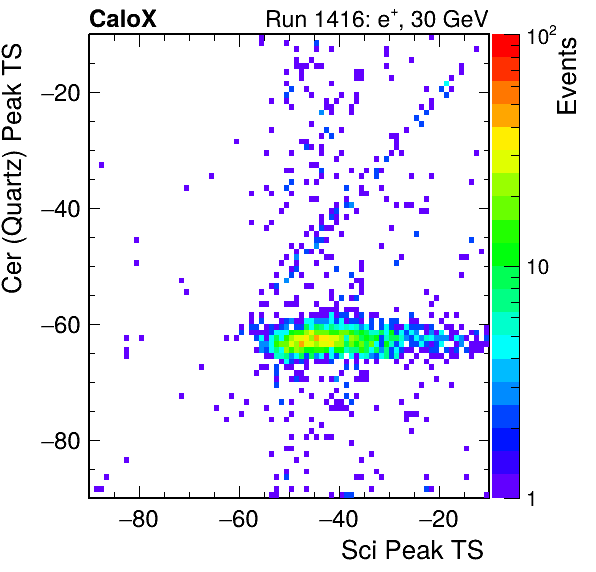 CaloX Run 1416: e⁺, 30 GeV
Cer (Quartz) Peak TS
−20
−40
−60
−80
−80 −60 −40 −20
Sci Peak TS
10²
10
1
Events